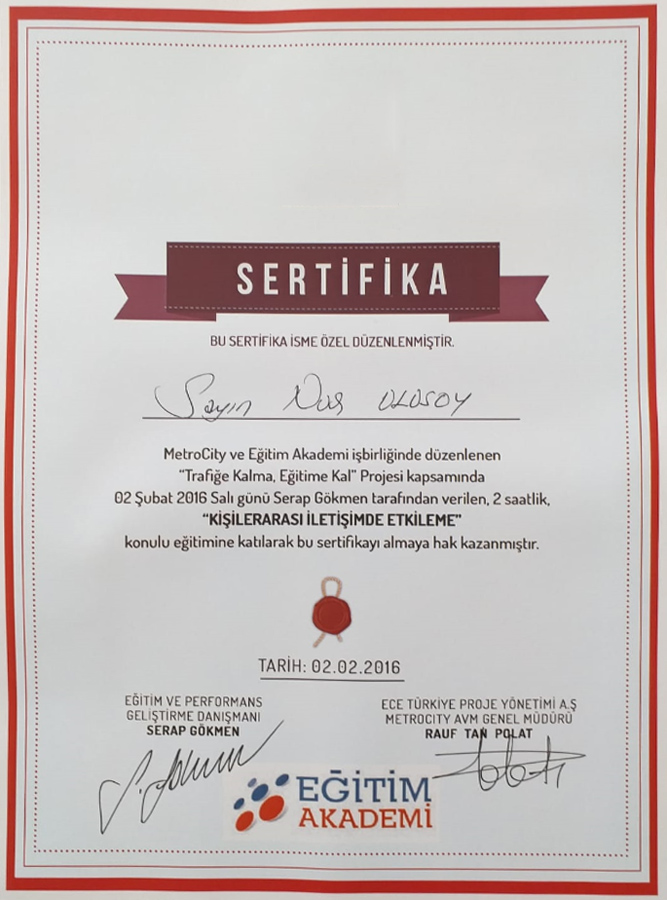 SERTİFİKA
BU SERTİFİKA İSME ÖZEL DÜZENLENMİŞTİR.
Sayın Nur ULUSOY
MetroCity ve Eğitim Akademi işbirliğinde düzenlenen
“Trafiğe Kalma, Eğitime Kal” Projesi kapsamında
02 Şubat 2016 Salı günü Serap Gökmen tarafından verilen, 2 saatlik,
“KİŞİLERARASI İLETİŞİMDE ETKİLEME”
konulu eğitimine katılarak bu sertifikayı almaya hak kazanmıştır.
TARİH: 02.02.2016
EĞİTİM VE PERFORMANS
GELİŞTİRME DANIŞMANI
SERAP GÖKMEN
ECE TÜRKİYE PROJE YÖNETİMİ A.Ş
METROCITY AVM GENEL MÜDÜRÜ
RAUF TAN POLAT
EĞİTİM
AKADEMİ